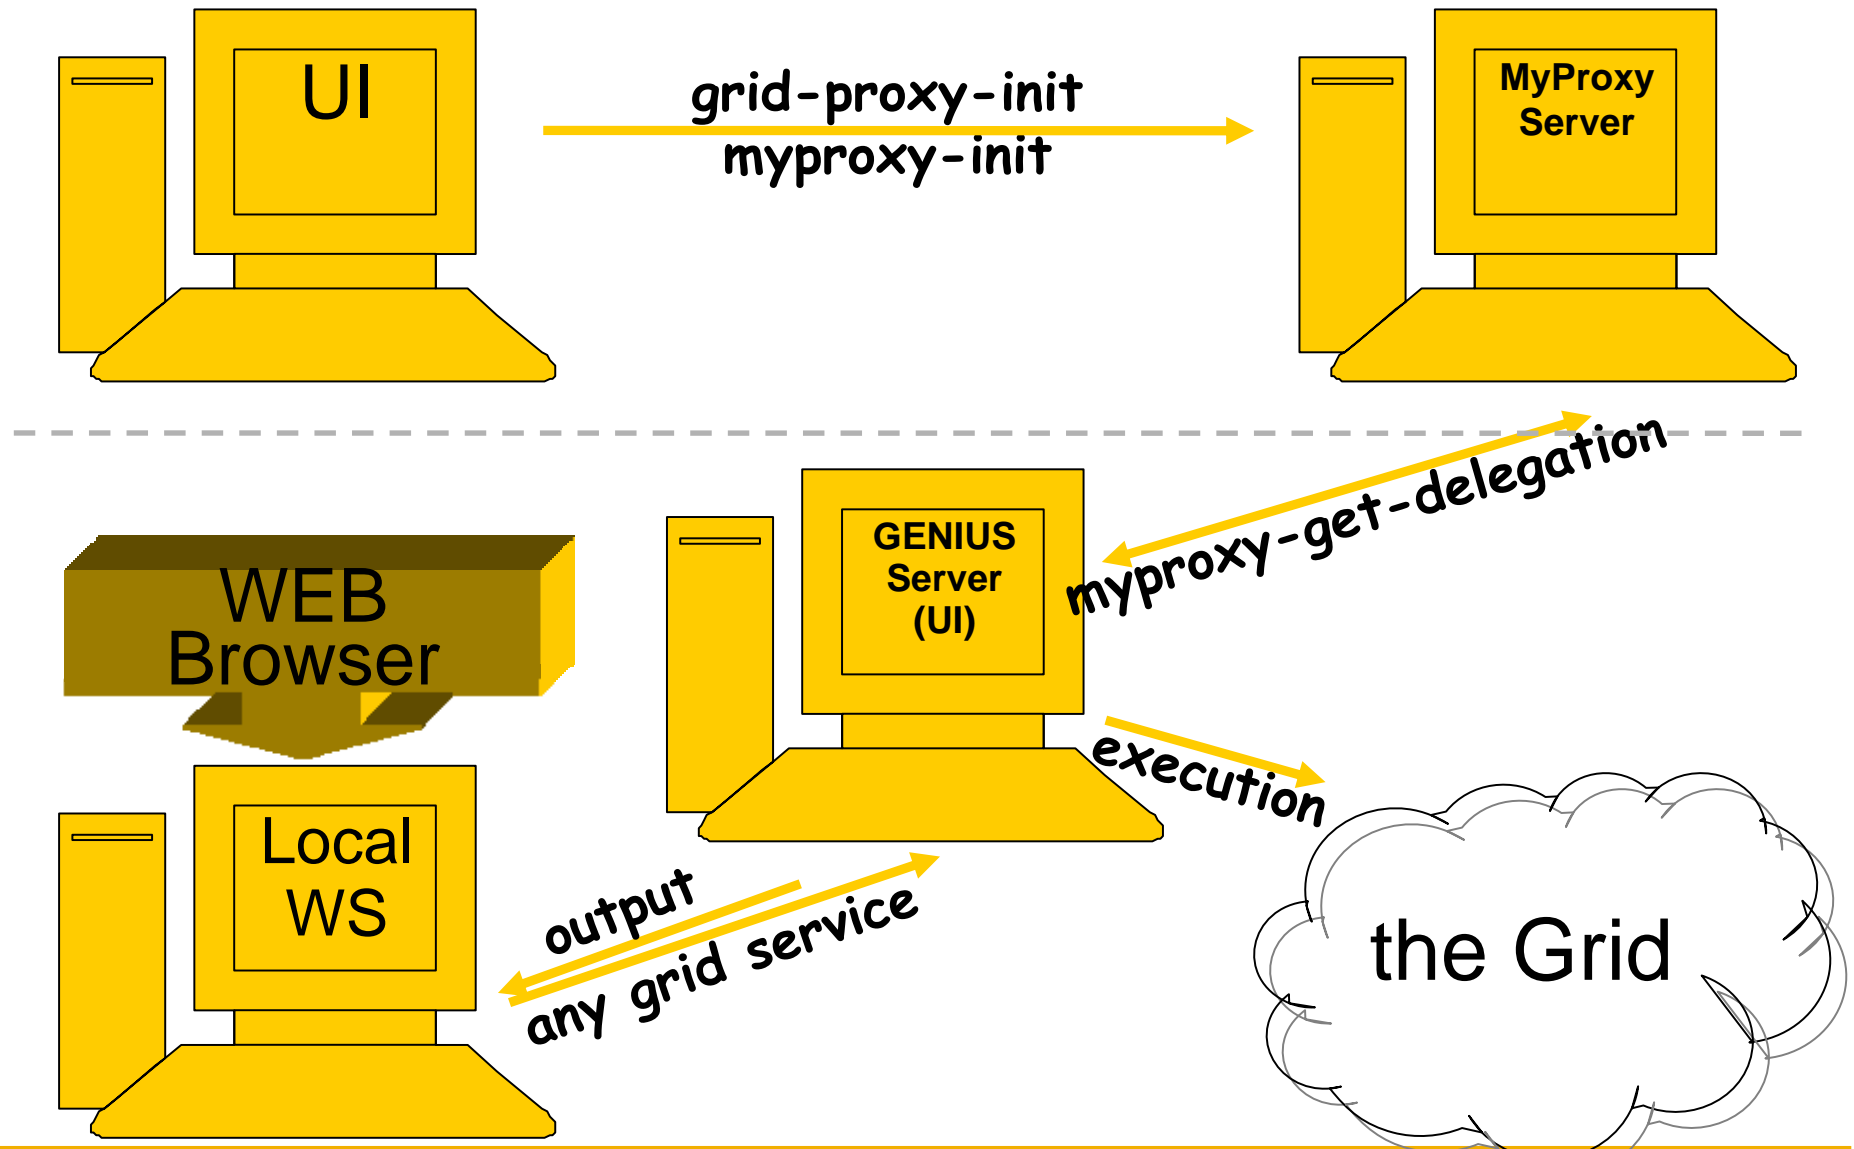 UI
grid-proxy-init
myproxy-init
MyProxy
Server
myproxy-get-delegation
GENIUS
Server
(UI)
WEB
Browser
execution
Local
WS
output
any grid service
the Grid